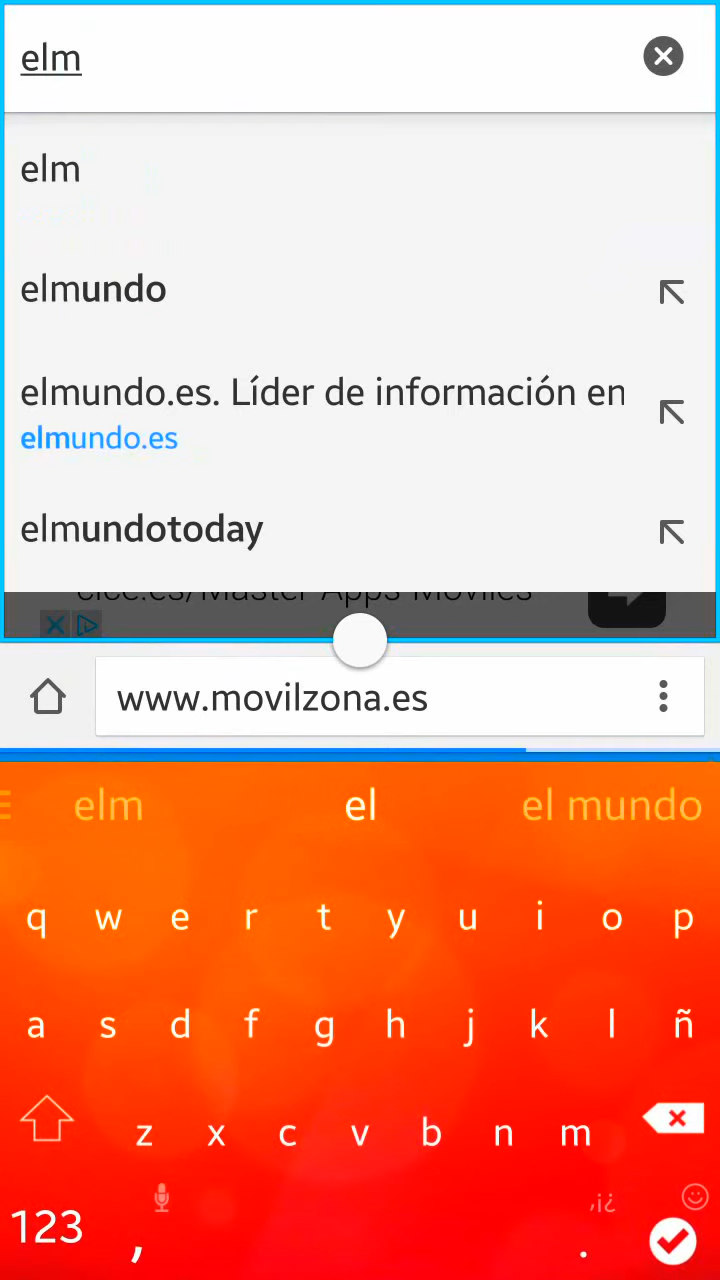 elm
elm
elmundo
elmundo.es. Líder de información en
elmundo.es
elmundotoday
cice.es/Master-Apps-Moviles
www.movilzona.es
elm el el mundo
q w e r t y u i o p
a s d f g h j k l ñ
z x c v b n m
,¡¿
123 , .